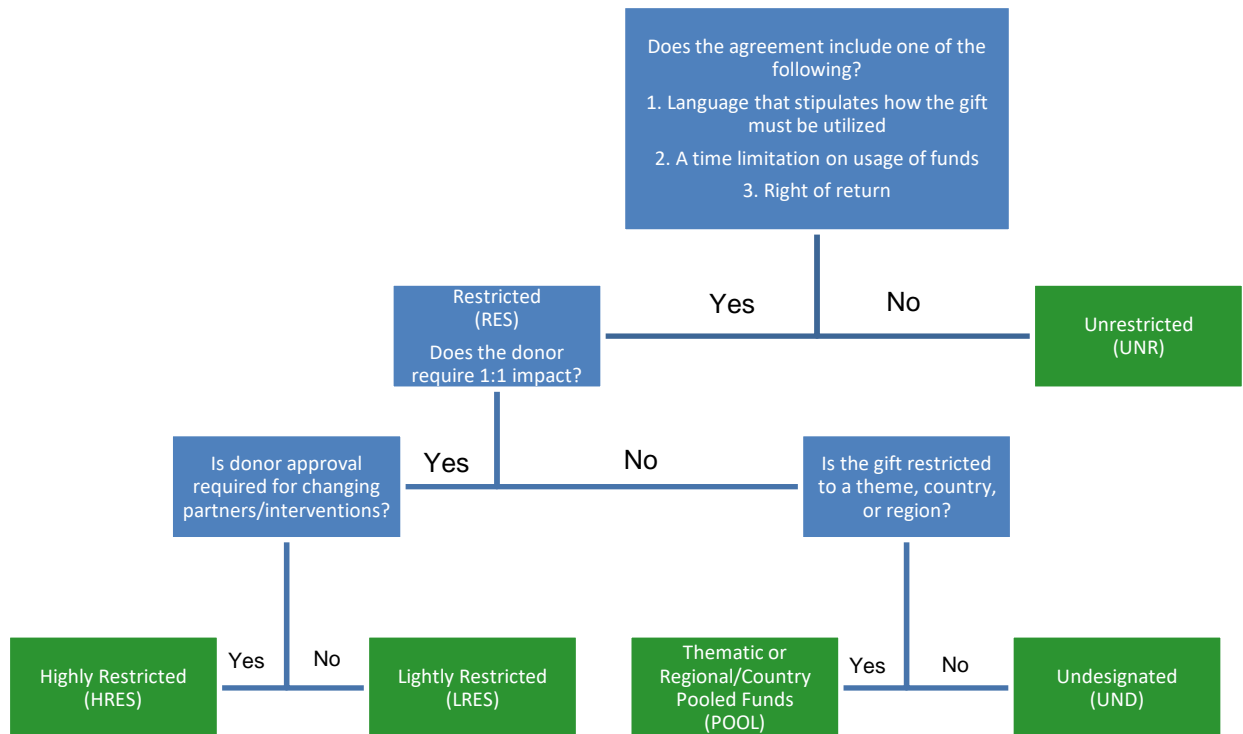 Does the agreement include one of the
following?
1. Language that stipulates how the gift
must be utilized
2. A time limitation on usage of funds
3. Right of return
Yes
No
Restricted
(RES)
Does the donor
require 1:1 impact?
Unrestricted
(UNR)
Is donor approval
required for changing
partners/interventions?
Yes
No
Is the gift restricted
to a theme, country,
or region?
Highly Restricted
(HRES)
Yes
No
Lightly Restricted
(LRES)
Thematic or
Regional/Country
Pooled Funds
(POOL)
Yes
No
Undesignated
(UND)